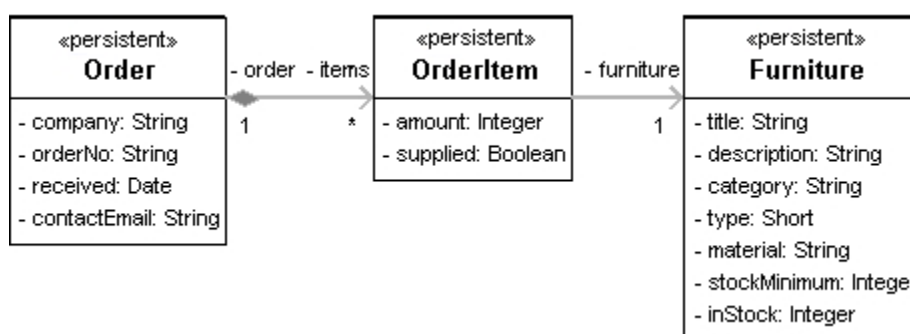 «persistent»
Order
- company: String
- orderNo: String
- received: Date
- contactEmail: String
- order - items
1 *
«persistent»
OrderItem
- amount: Integer
- supplied: Boolean
- furniture
1
«persistent»
Furniture
- title: String
- description: String
- category: String
- type: Short
- material: String
- stockMinimum: Intege
- inStock: Integer